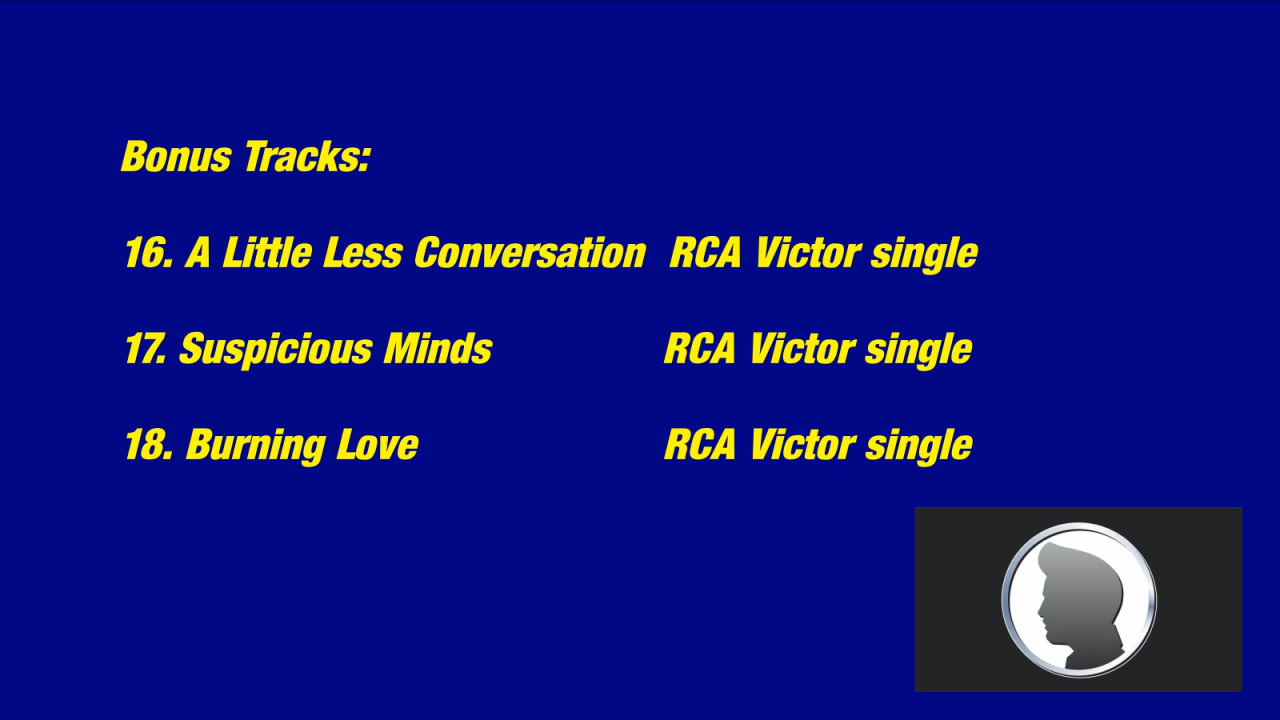 Bonus Tracks:
16. A Little Less Conversation RCA Victor single
17. Suspicious Minds RCA Victor single
18. Burning Love RCA Victor single